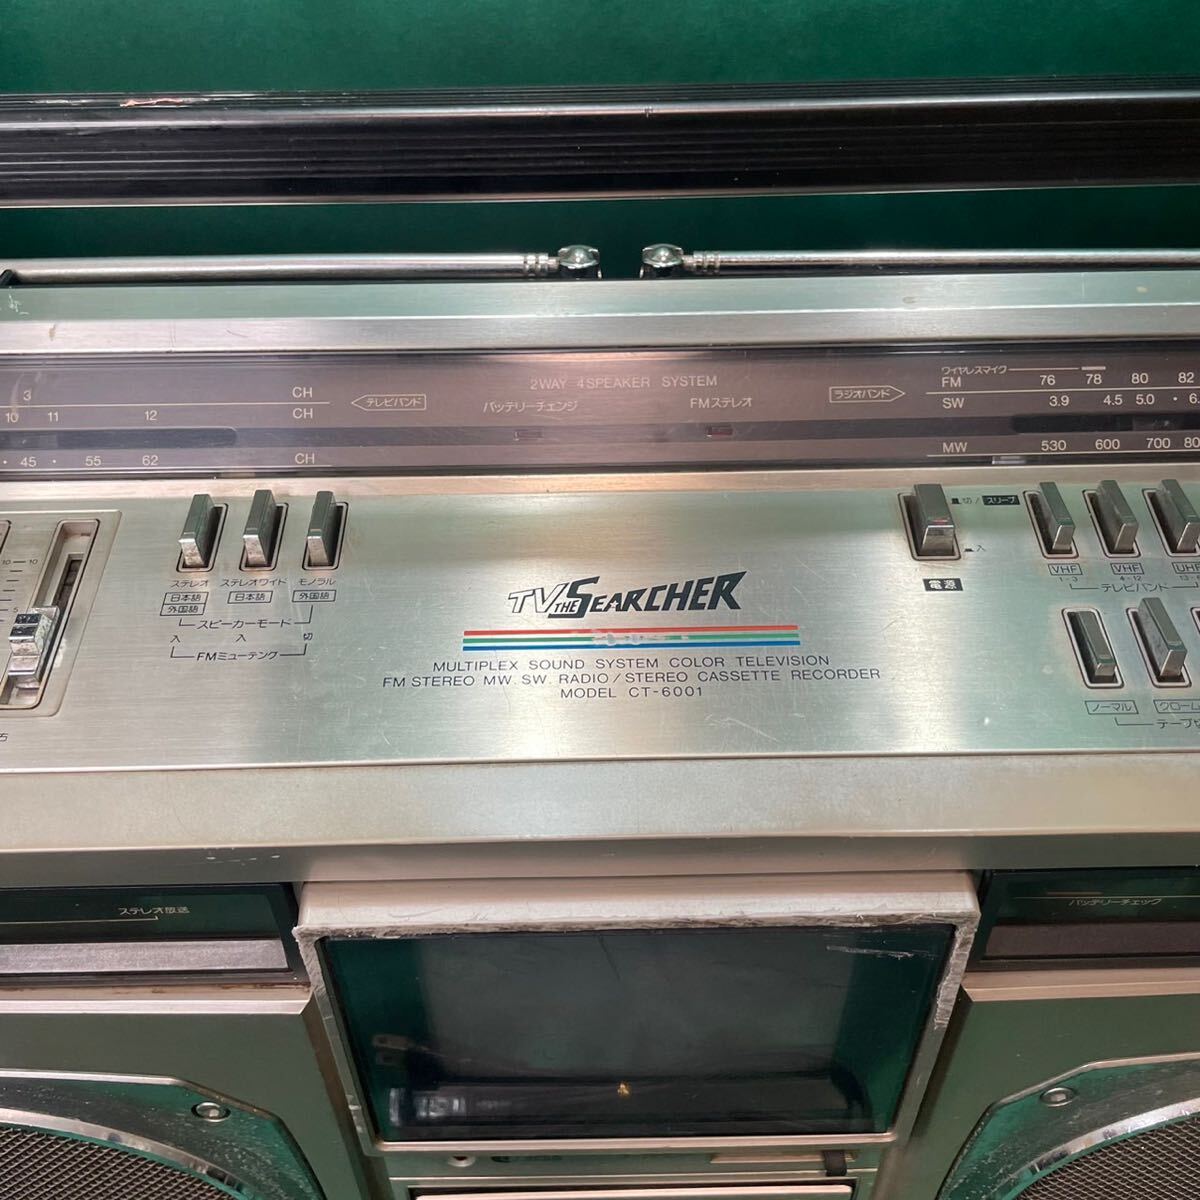 3 CH
10 11 12 CH
45 55 62 CH
テレビバンド
2WAY 4SPEAKER SYSTEM
バッテリーチェンジ FMステレオ
ラジオバンド
ワイヤレスマイク
FM 76 78 80 82
SW 3.9 4.5 5.0
MW 530 600 700
ステレオ ステレオワイド モノラル
日本語 日本語 外国語
外国語
スピーカーモード
入 入 切
FMミューテング
10 10
5
切/スリープ
入
電源
VHF VHF UHF
1-3 4-12
テレビバンド
ノーマル クローム
TV THE SEARCHER
MULTIPLEX SOUND SYSTEM COLOR TELEVISION
FM STEREO MW. SW. RADIO/STEREO CASSETTE RECORDER
MODEL CT-6001
ステレオ放送
バッテリーチェック